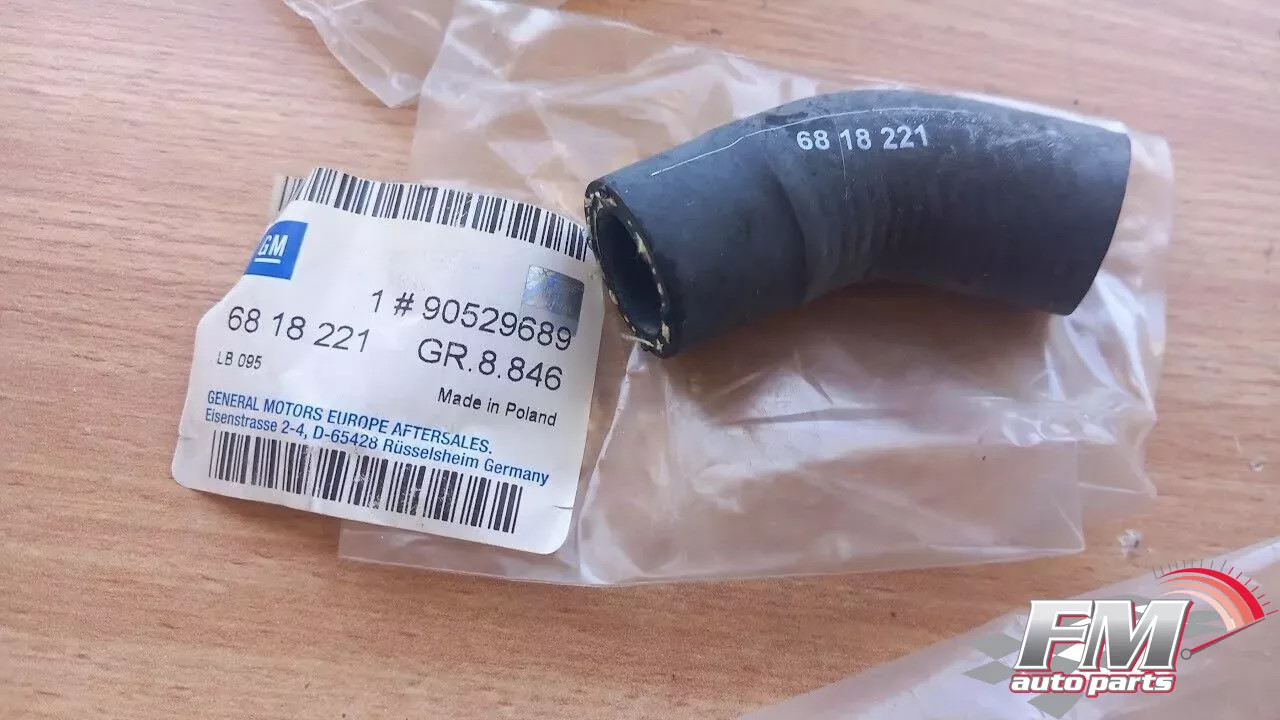 68 18 221
GM
1 # 90529689
68 18 221
GR.8.846
LB 095
Made in Poland
GENERAL MOTORS EUROPE AFTERSALES.
Eisenstrasse 2-4, D-65428 Rüsselsheim Germany
FM
auto parts